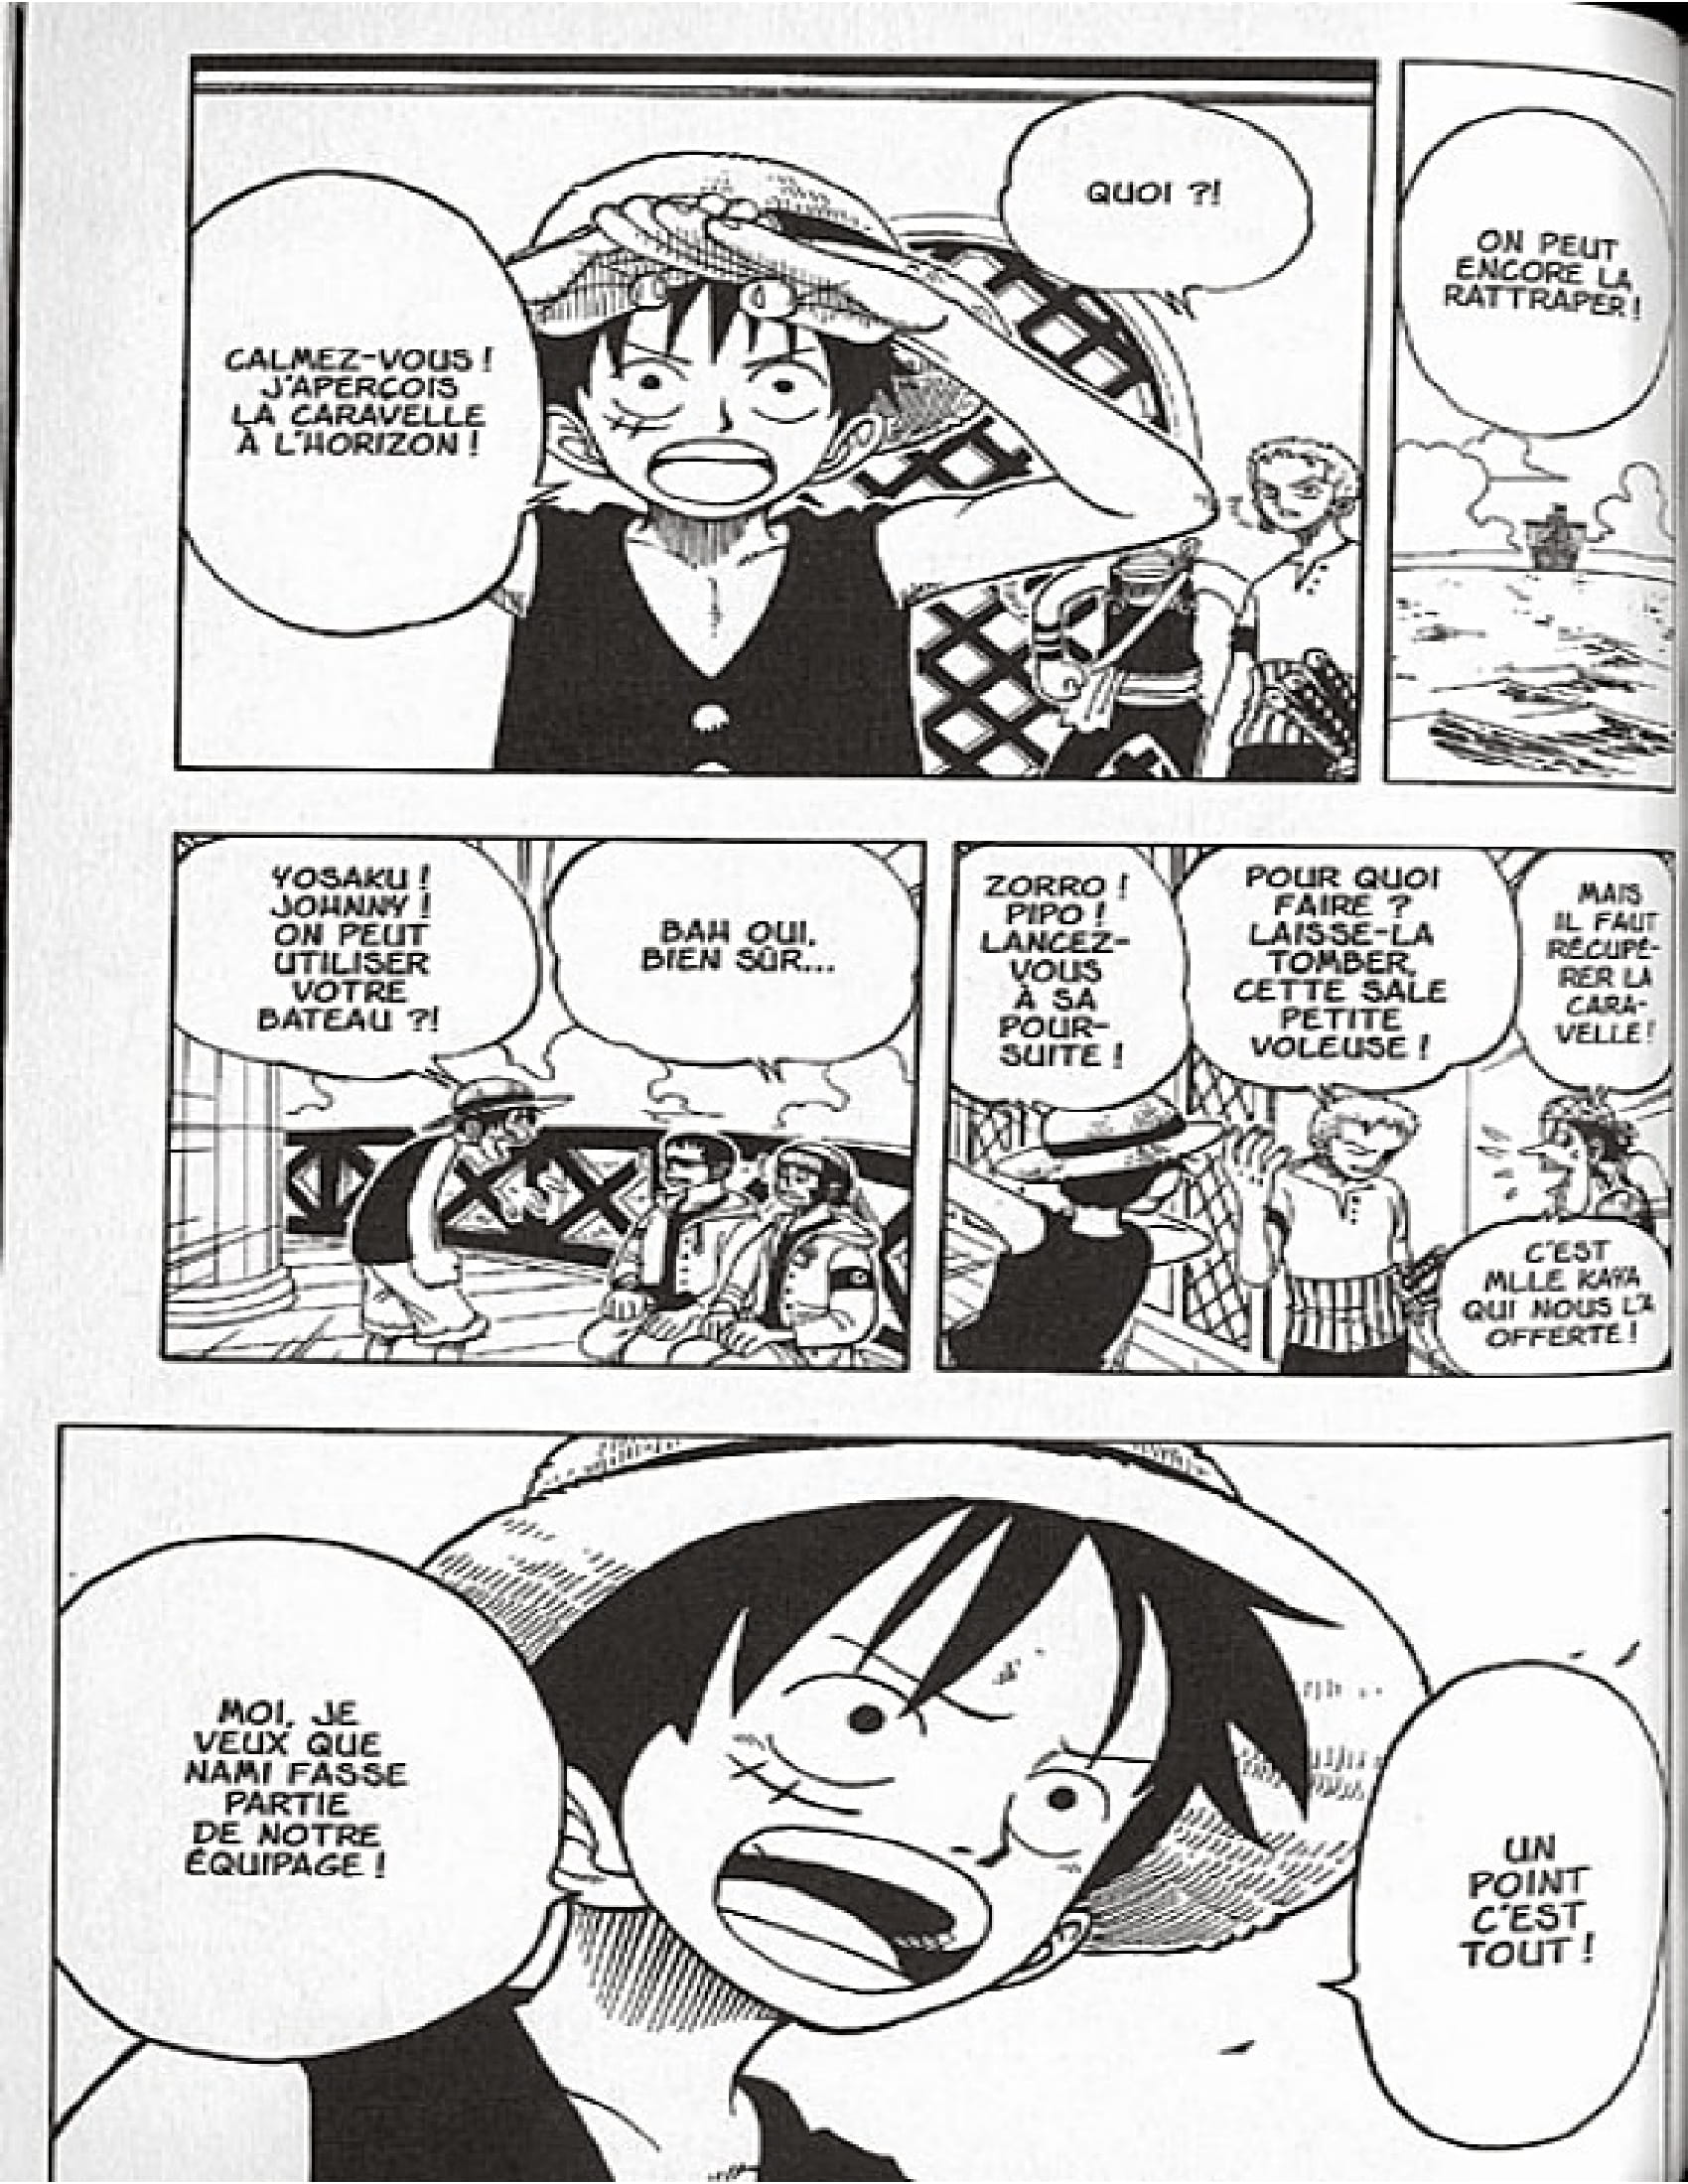 ON PEUT
ENCORE LA
RATTRAPER !
QUOI ?!
CALMEZ-VOUS !
J'APERÇOIS
LA CARAVELLE
À L'HORIZON !
MAIS
IL FAUT
RÉCUPÉ-
RER LA
CARA-
VELLE !
C'EST
MLLE KAYA
QUI NOUS L'A
OFFERTE !
POUR QUOI
FAIRE ?
LAISSE-LA
TOMBER,
CETTE SALE
PETITE
VOLEUSE !
ZORRO !
PIPO !
LANCEZ-
VOUS
À SA
POUR-
SUITE !
BAH OUI,
BIEN SÛR...
YOSAKU !
JOHNNY !
ON PEUT
UTILISER
VOTRE
BATEAU ?!
UN
POINT
C'EST
TOUT !
MOI, JE
VEUX QUE
NAMI FASSE
PARTIE
DE NOTRE
ÉQUIPAGE !